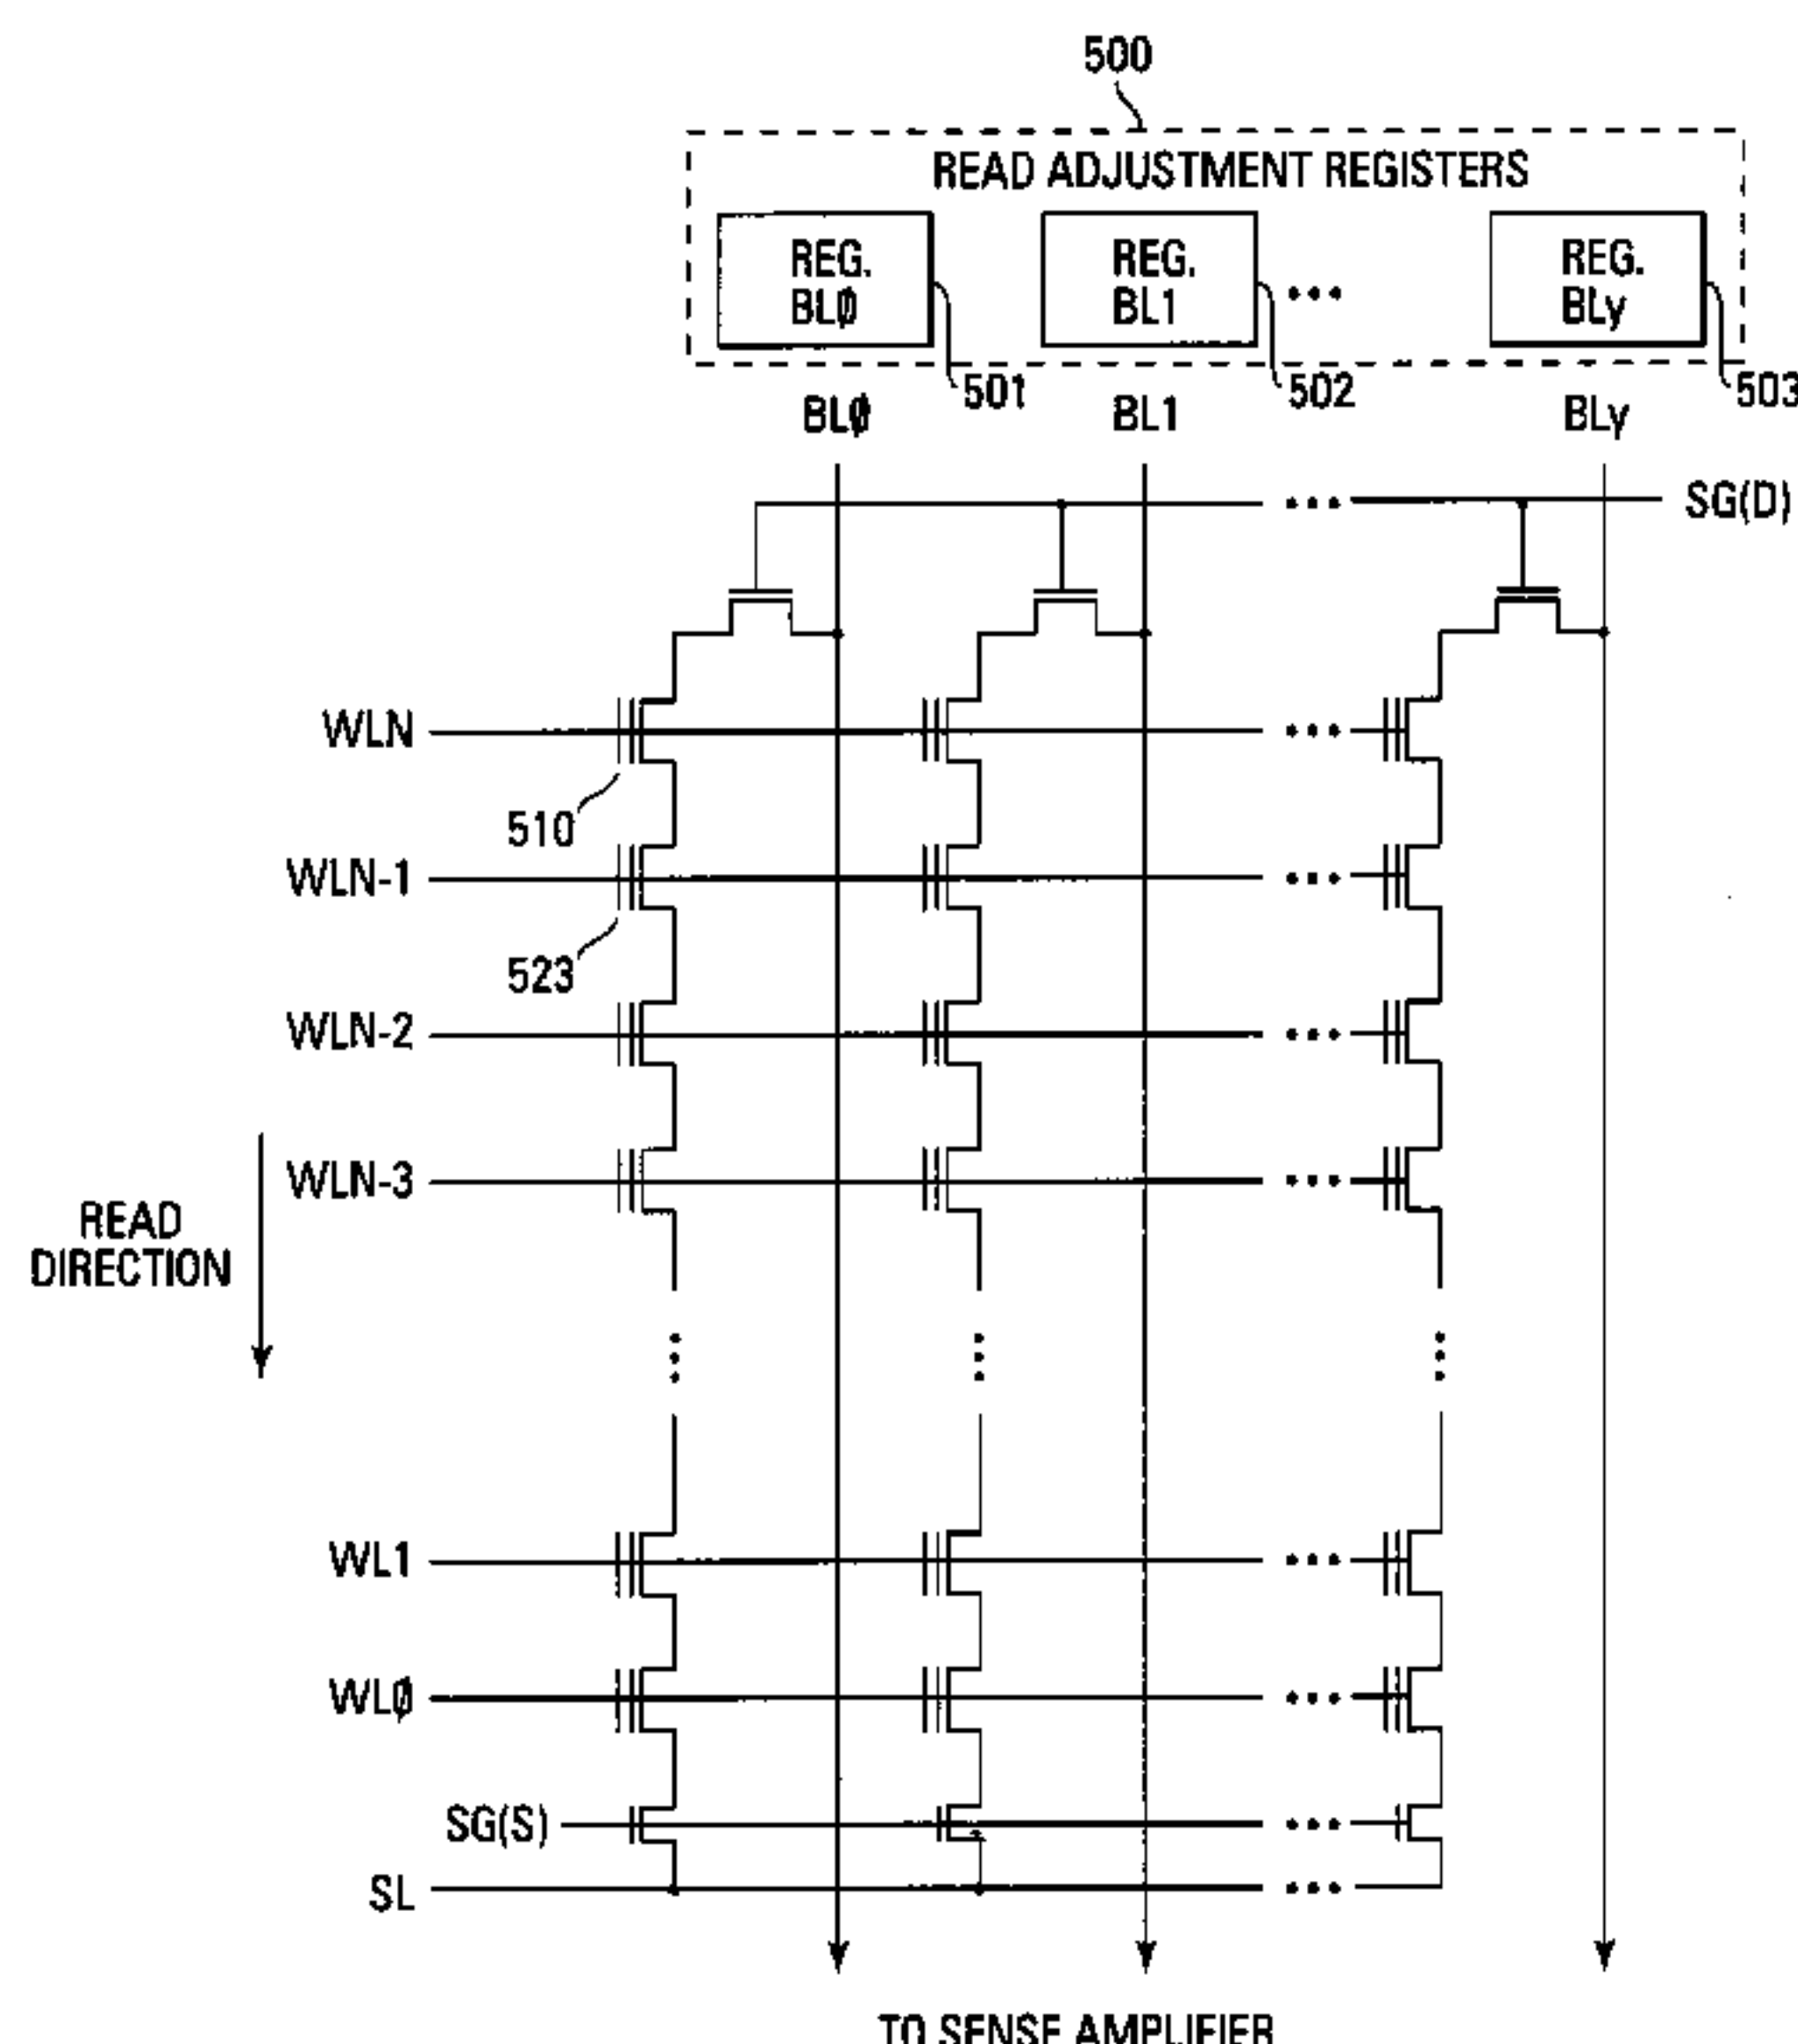 500
READ ADJUSTMENT REGISTERS
REG. REG. REG.
BLØ BL1 ••• BLy
501 502 503
BLØ BL1 BLy
••• SG(D)
WLN •••
510
WLN-1 •••
523
WLN-2 •••
WLN-3 •••
READ
DIRECTION
WL1 •••
WLØ •••
SG(S) •••
SL •••
TO SENSE AMPLIFIER